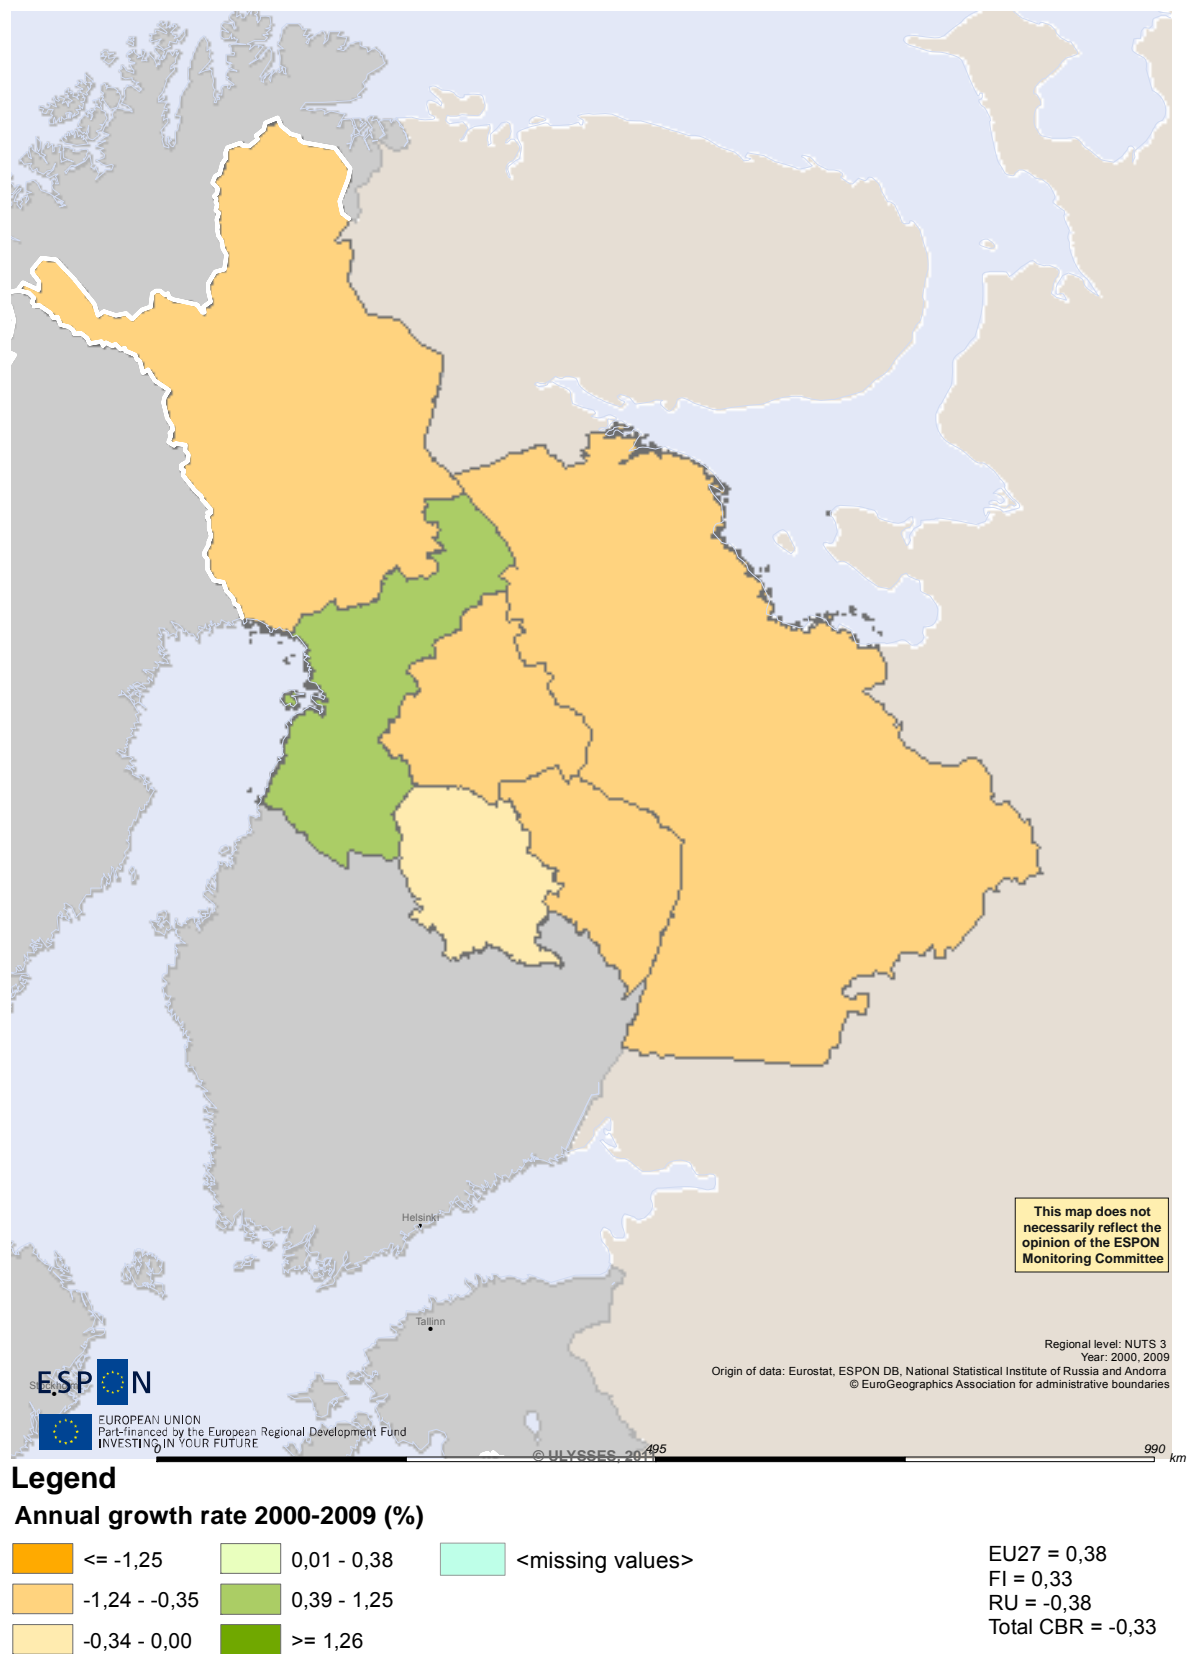 Helsinki
This map does not
necessarily reflect the
opinion of the ESPON
Monitoring Committee
Tallinn
Regional level: NUTS 3
Year: 2000, 2009
Origin of data: Eurostat, ESPON DB, National Statistical Institute of Russia and Andorra
© EuroGeographics Association for administrative boundaries
Stockholm
ESPON
EUROPEAN UNION
Part-financed by the European Regional Development Fund
INVESTING IN YOUR FUTURE
0 495 990 km
© ULYSSES,
Legend
Annual growth rate 2000-2009 (%)
<= -1,25 0,01 - 0,38 <missing values>
-1,24 - -0,35 0,39 - 1,25
-0,34 - 0,00 >= 1,26
EU27 = 0,38
FI = 0,33
RU = -0,38
Total CBR = -0,33